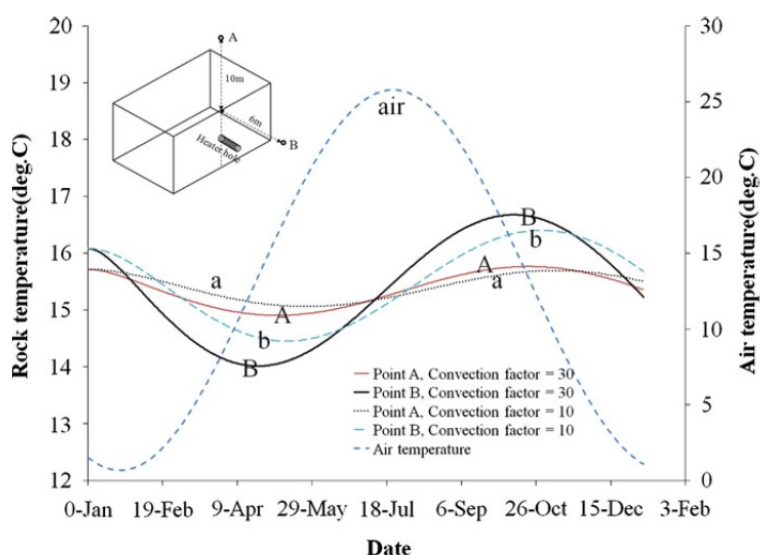 Rock temperature(deg.C)
20
19
18
17
16
15
14
13
12
Air temperature(deg.C)
30
25
20
15
10
5
0
A
10m
6m
B
Heater hole
air
B
b
A
a
a
A
b
B
Point A, Convection factor = 30
Point B, Convection factor = 30
Point A, Convection factor = 10
Point B, Convection factor = 10
Air temperature
0-Jan 19-Feb 9-Apr 29-May 18-Jul 6-Sep 26-Oct 15-Dec 3-Feb
Date